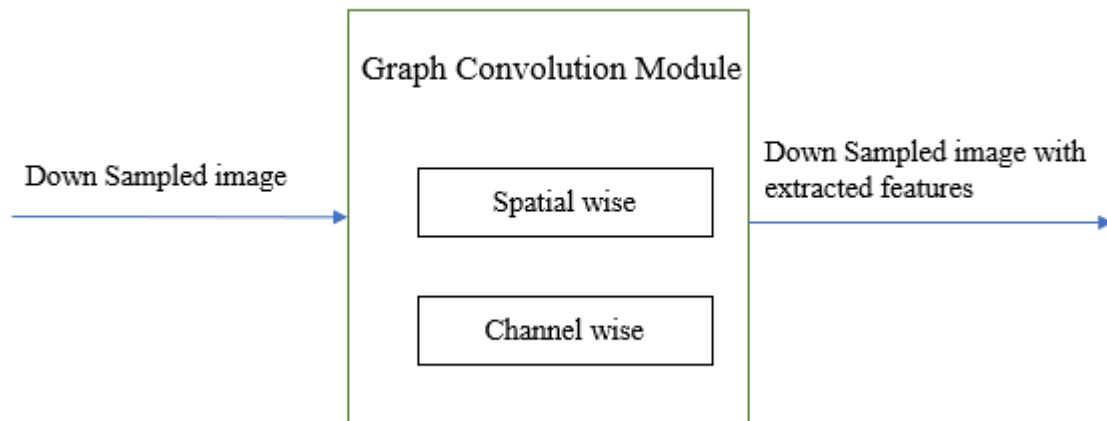 Graph Convolution Module
Down Sampled image
Spatial wise
Channel wise
Down Sampled image with
extracted features